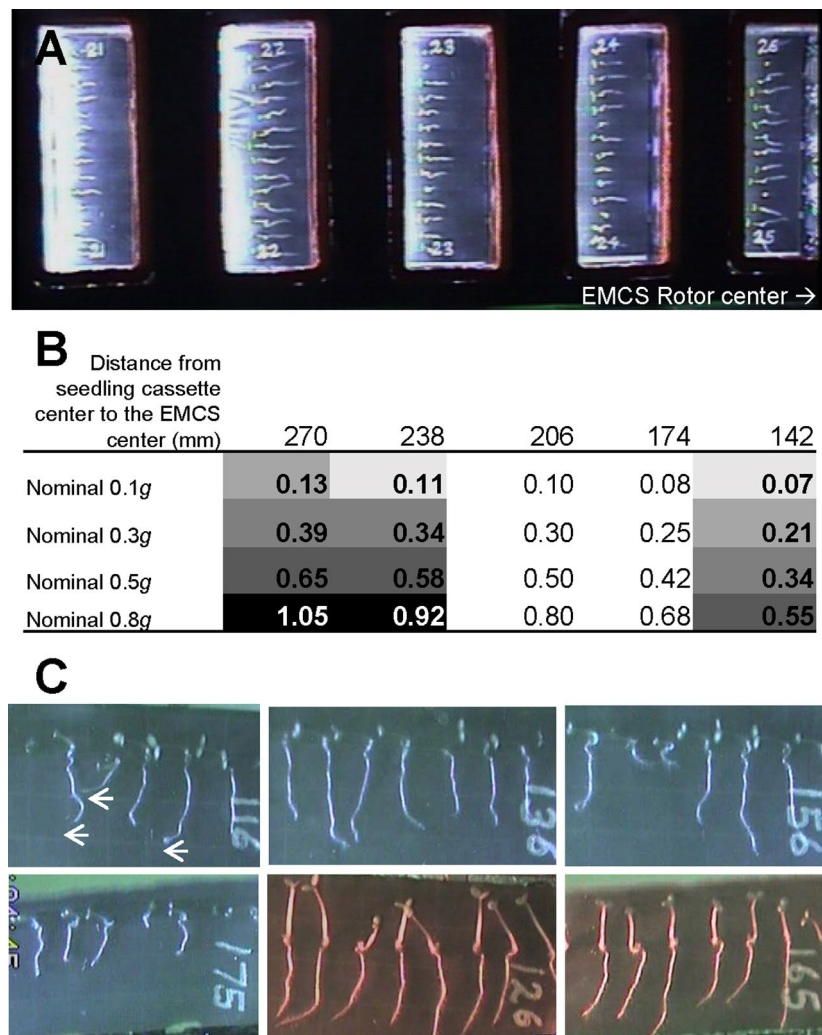 A
21 22 23 24 26
21 22 23 24 25
EMCS Rotor center →
B
Distance from
seedling cassette
center to the EMCS
center (mm) 270 238 206 174 142
Nominal 0.1g 0.13 0.11 0.10 0.08 0.07
Nominal 0.3g 0.39 0.34 0.30 0.25 0.21
Nominal 0.5g 0.65 0.58 0.50 0.42 0.34
Nominal 0.8g 1.05 0.92 0.80 0.68 0.55
C
116 136 156
175 126 165